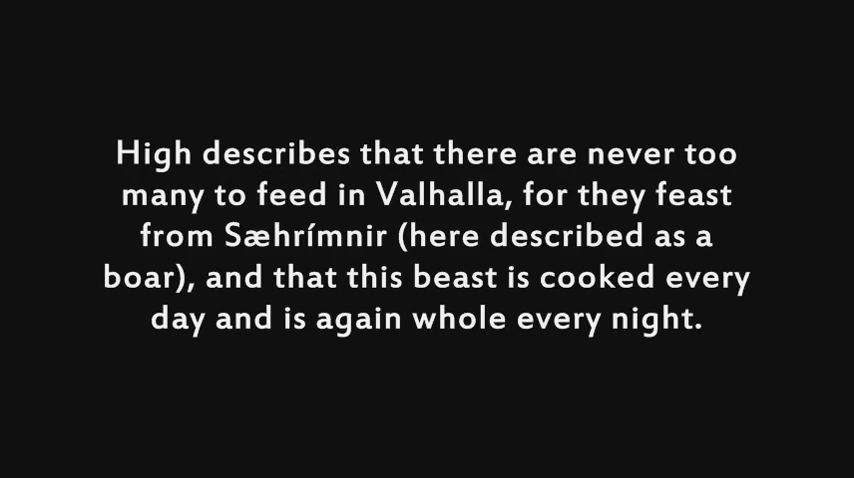 High describes that there are never too
many to feed in Valhalla, for they feast
from Sæhrímnir (here described as a
boar), and that this beast is cooked every
day and is again whole every night.